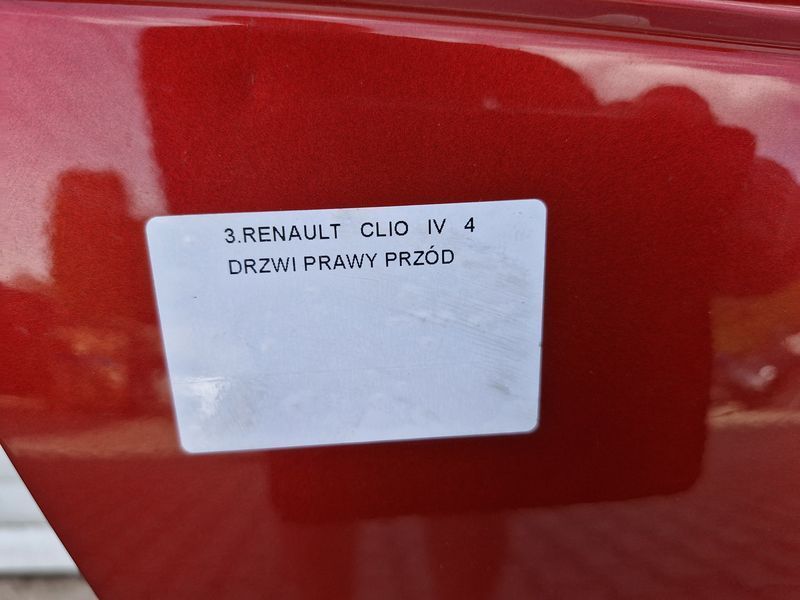 3.RENAULT CLIO IV 4
DRZWI PRAWY PRZÓD